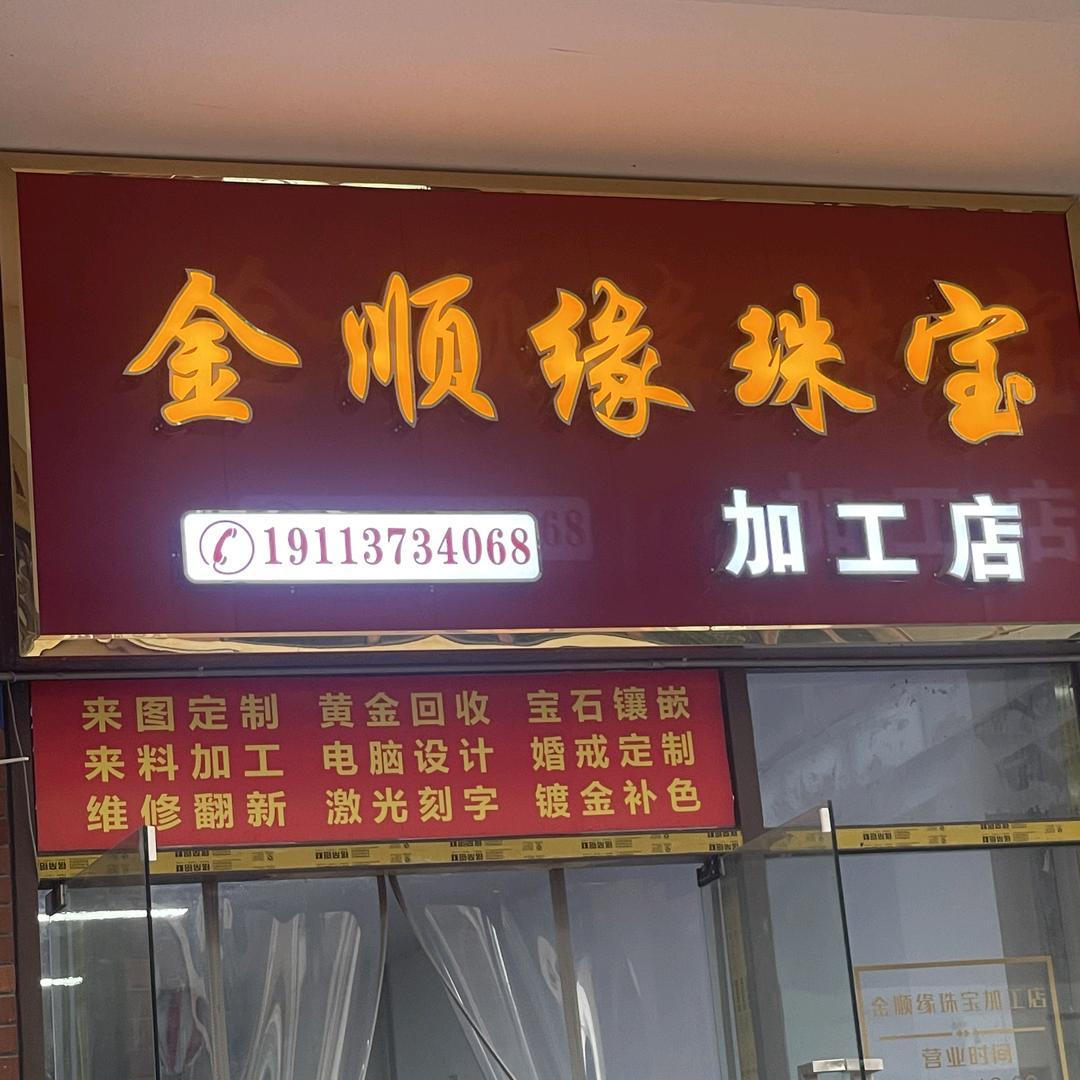 金顺缘珠宝
19113734068 加工店
来图定制 黄金回收 宝石镶嵌
来料加工 电脑设计 婚戒定制
维修翻新 激光刻字 镀金补色
金顺缘珠宝加工店
营业时间